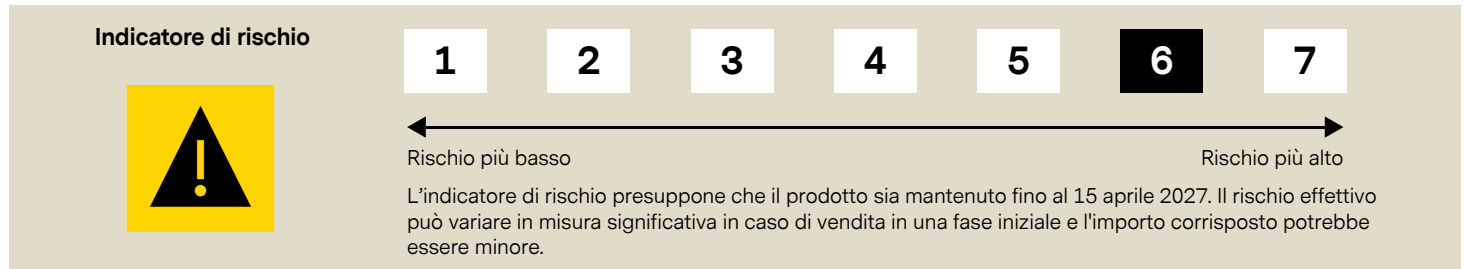 Indicatore di rischio
1 2 3 4 5 6 7
!
Rischio più basso Rischio più alto
L’indicatore di rischio presuppone che il prodotto sia mantenuto fino al 15 aprile 2027. Il rischio effettivo
può variare in misura significativa in caso di vendita in una fase iniziale e l'importo corrisposto potrebbe
essere minore.